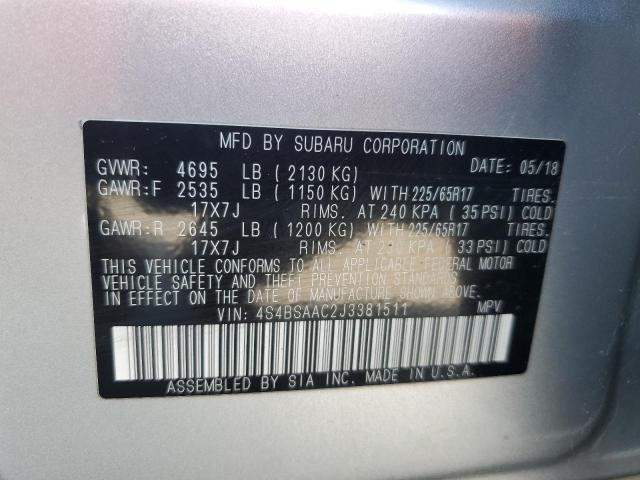 MFD BY SUBARU CORPORATION
GVWR: 4695 LB ( 2130 KG) DATE: 05/18
GAWR:F 2535 LB ( 1150 KG) WITH 225/65R17 TIRES.
17X7J RIMS. AT 240 KPA ( 35 PSI) COLD
GAWR:R 2645 LB ( 1200 KG) WITH 225/65R17 TIRES.
17X7J RIMS. AT KPA ( 33 PSI) COLD
THIS VEHICLE CONFORMS TO ALL APPLICABLE FEDERAL MOTOR
VEHICLE SAFETY AND THEFT PREVENTION STANDARDS
IN EFFECT ON THE DATE OF MANUFACTURE SHOWN ABOVE.
VIN: 4S4BSAAC2J3381511 MPV
ASSEMBLED BY SIA INC. MADE IN U.S.A.